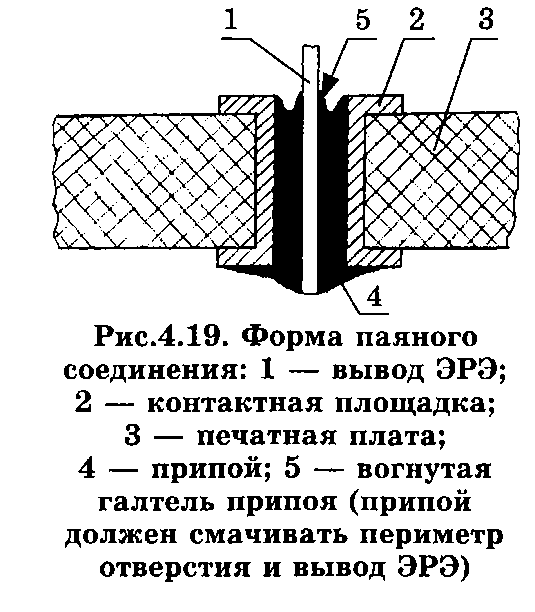 1 5 2 3
4
Рис.4.19. Форма паяного
соединения: 1 — вывод ЭРЭ;
2 — контактная площадка;
3 — печатная плата;
4 — припой; 5 — вогнутая
галтель припоя (припой
должен смачивать периметр
отверстия и вывод ЭРЭ)